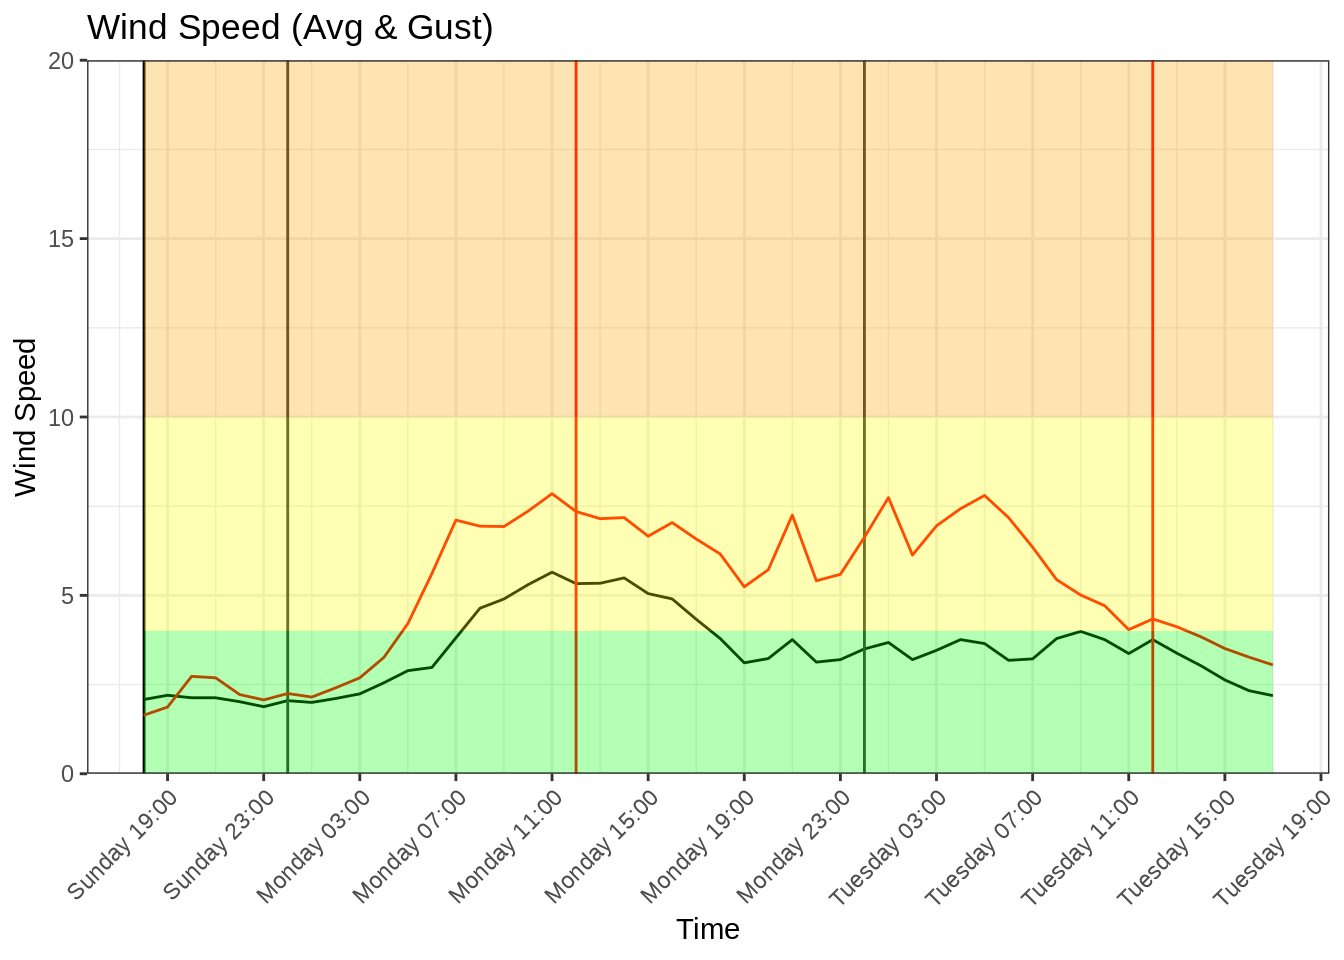 Wind Speed (Avg & Gust)
20
15
10
5
0
Wind Speed
Sunday 19:00
Sunday 23:00
Monday 03:00
Monday 07:00
Monday 11:00
Monday 15:00
Monday 19:00
Monday 23:00
Tuesday 03:00
Tuesday 07:00
Tuesday 11:00
Tuesday 15:00
Tuesday 19:00
Time